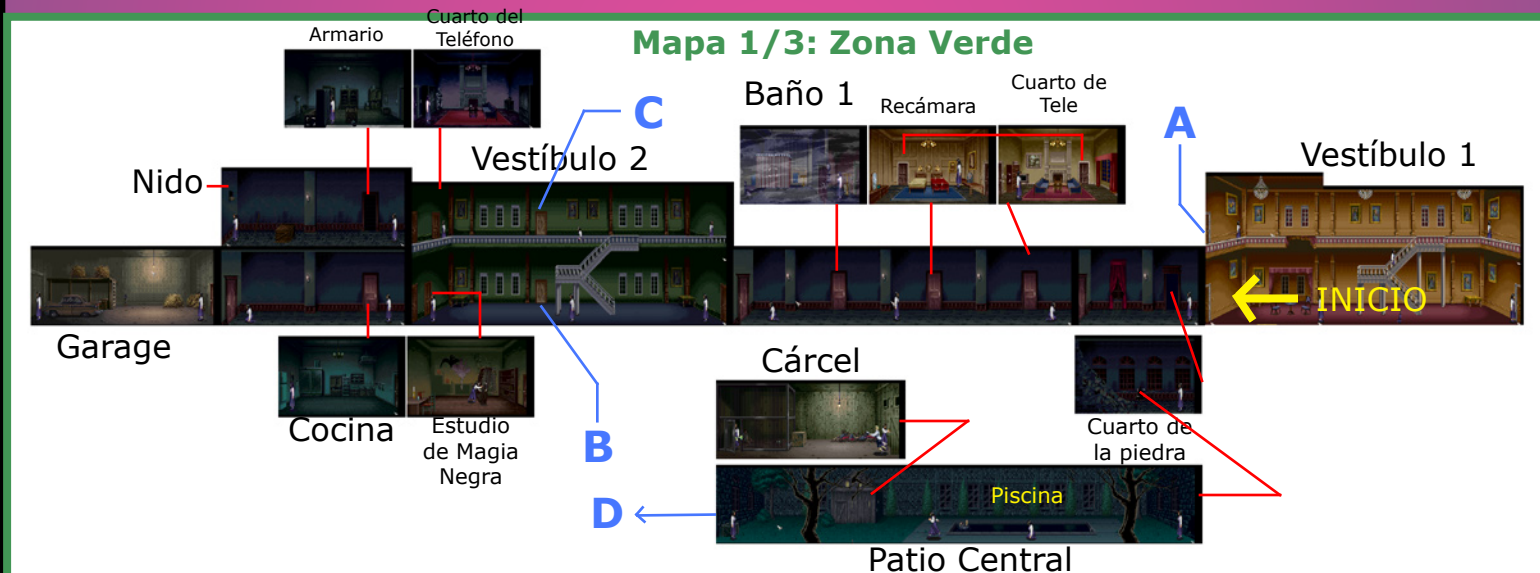 Mapa 1/3: Zona Verde
Armario
Cuarto del
Teléfono
Baño 1
Recámara
Cuarto de
Tele
C
A
Vestíbulo 2
Vestíbulo 1
Nido
INICIO
Garage
Cocina
Estudio
de Magia
Negra
B
Cárcel
Cuarto de
la piedra
D
Piscina
Patio Central